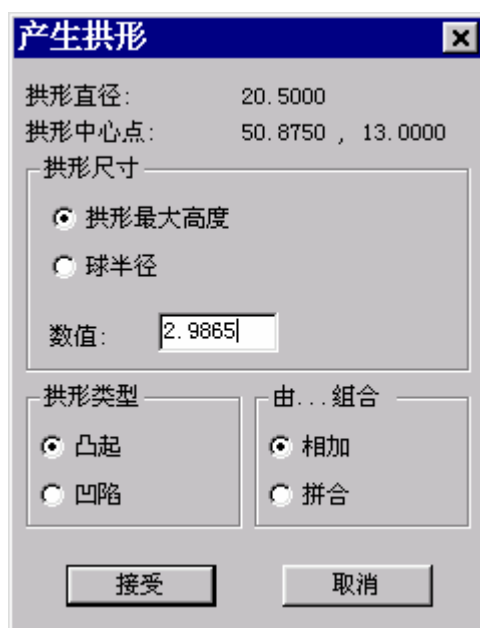 产生拱形
拱形直径: 20.5000
拱形中心点: 50.8750 , 13.0000
拱形尺寸
拱形最大高度
球半径
数值: 2.9865
拱形类型
凸起
凹陷
由...组合
相加
拼合
接受 取消